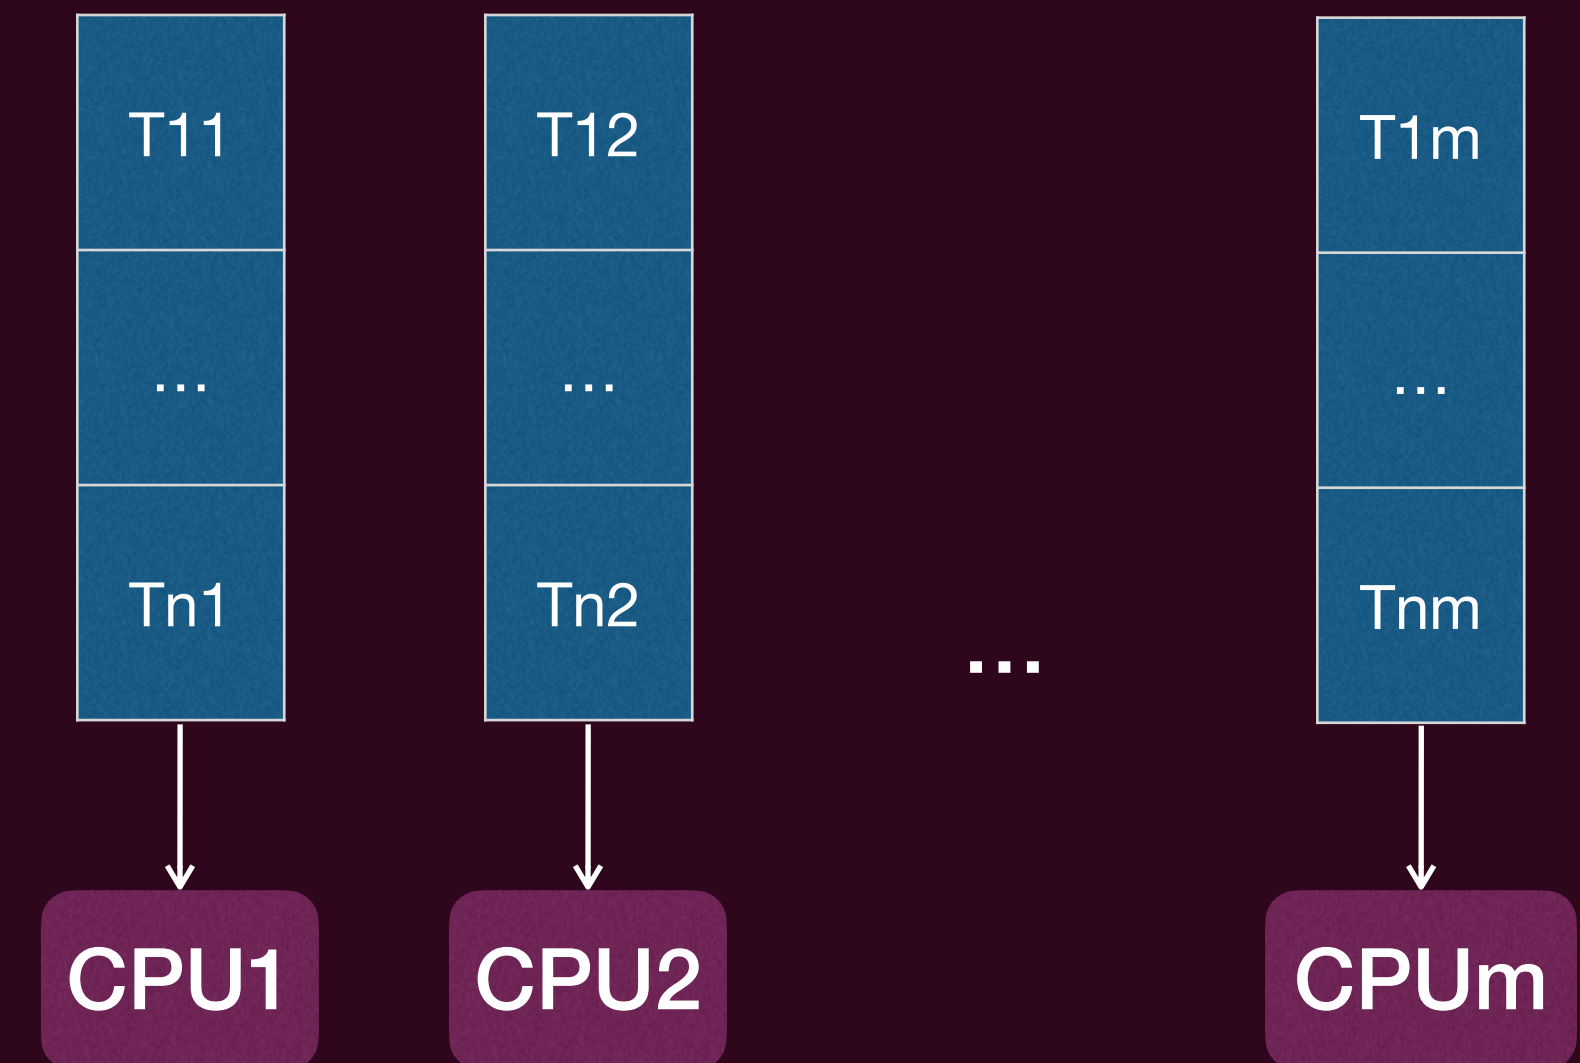 T11 T12 T1m
... ... ...
Tn1 Tn2 Tnm
...
CPU1 CPU2 CPUm